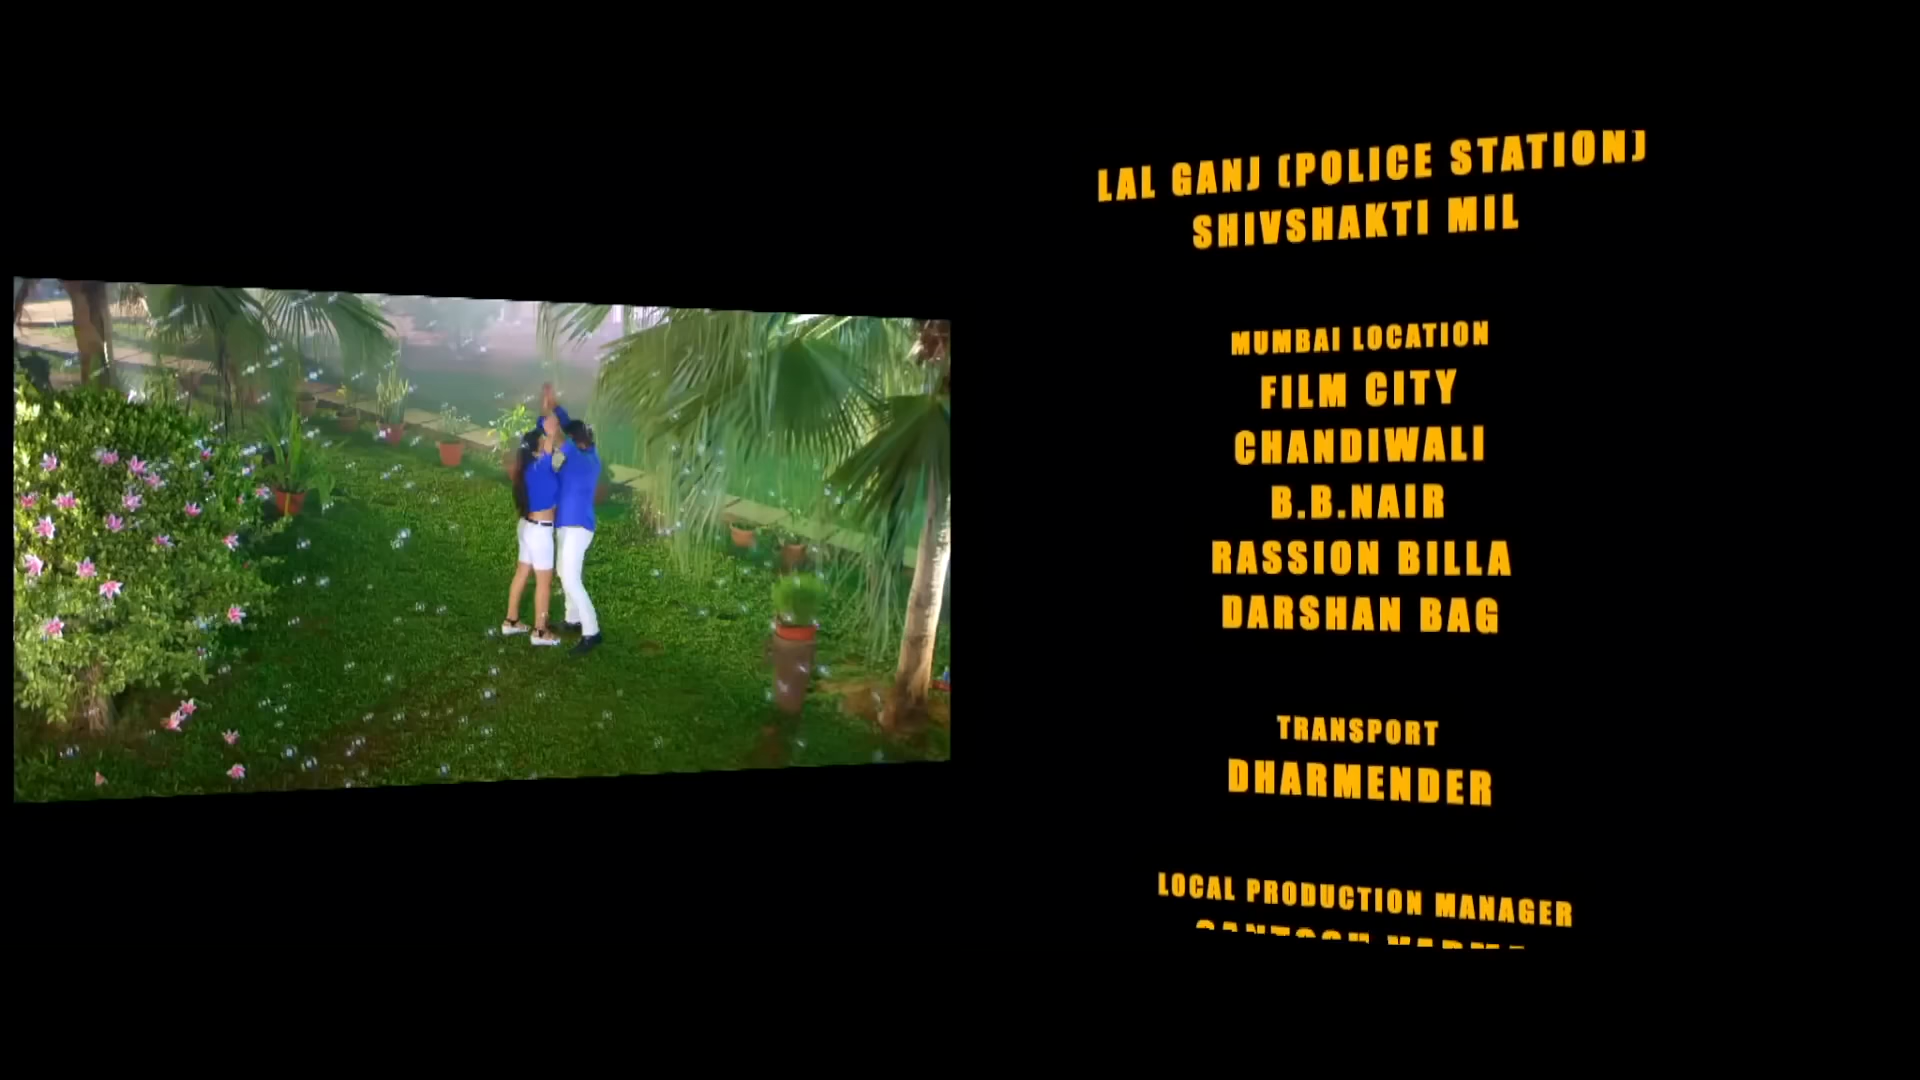 LAL GANJ (POLICE STATION)
SHIVSHAKTI MIL
MUMBAI LOCATION
FILM CITY
CHANDIWALI
B.B.NAIR
RASSION BILLA
DARSHAN BAG
TRANSPORT
DHARMENDER
LOCAL PRODUCTION MANAGER